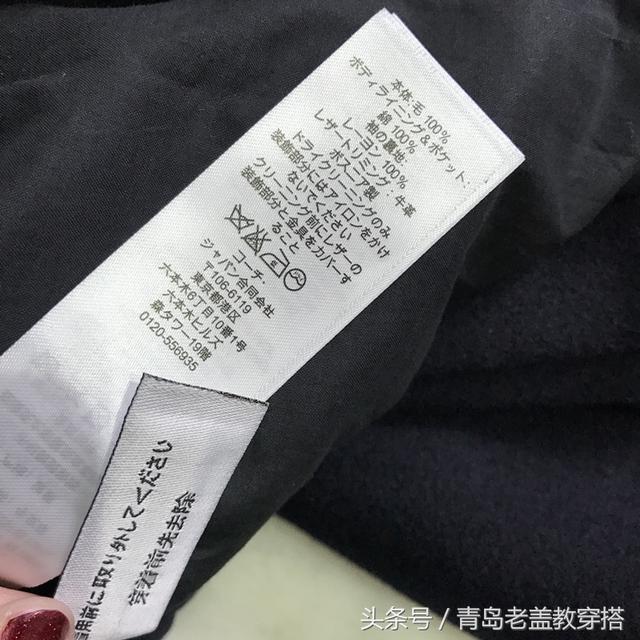 本体:毛 100%
ボディライニング&ポケット:
綿 100%
袖の裏地:
レーヨン 100%
レザートリミング:牛革
ボスニア製
ドライクリーニングのみ
装飾部分にはアイロンをかけ
ないでください
クリーニング前にレザーの
装飾部分と金具をカバーす
ること
コーチ
ジャパン合同会社
〒106-6119
東京都港区
六本木6丁目10番1号
六本木ヒルズ
森タワー19階
0120-556935
用前に取り外してください
穿着前先去除
头条号 / 青岛老盖教穿搭